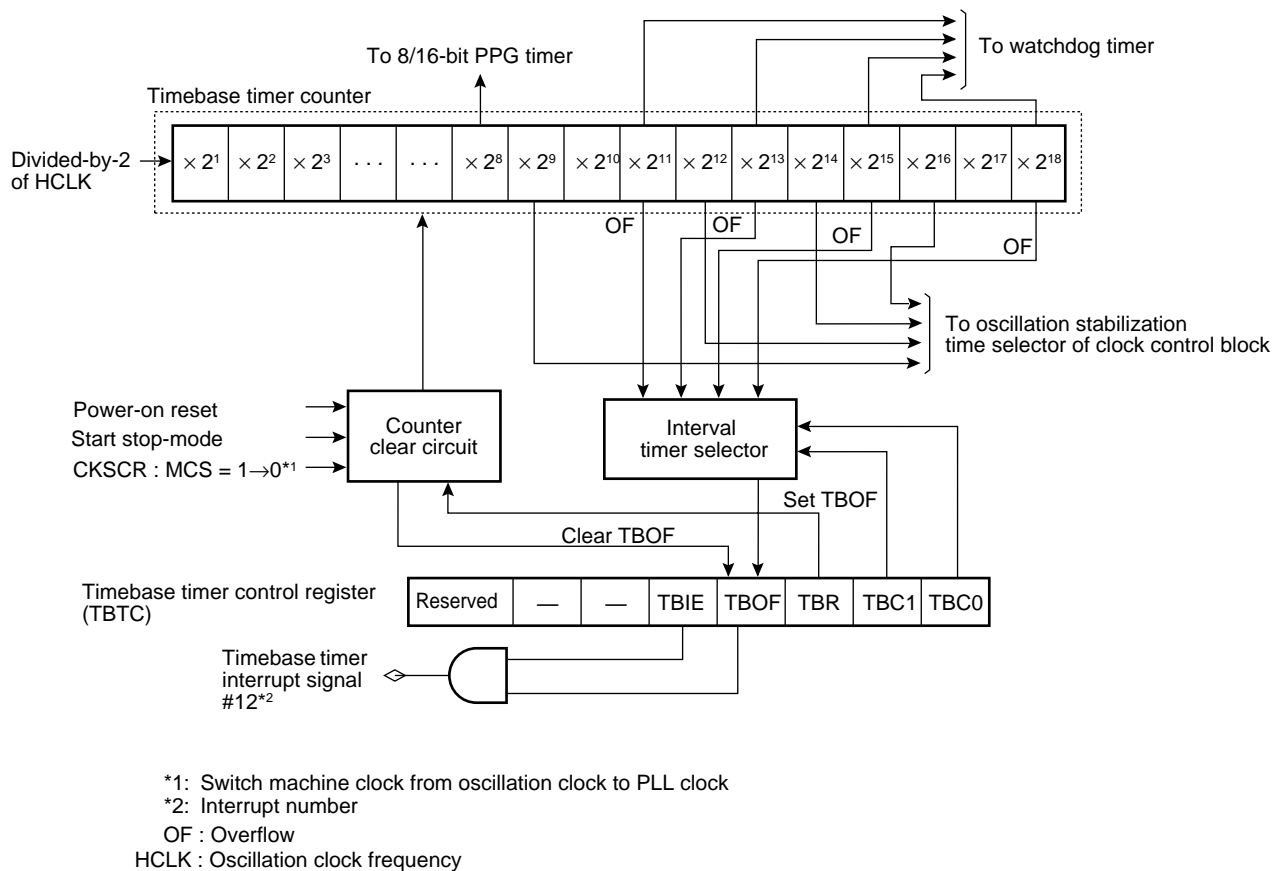 To 8/16-bit PPG timer
To watchdog timer
Timebase timer counter
Divided-by-2
of HCLK
× 2¹ × 2² × 2³ · · · · · · × 2⁸ × 2⁹ × 2¹⁰ × 2¹¹ × 2¹² × 2¹³ × 2¹⁴ × 2¹⁵ × 2¹⁶ × 2¹⁷ × 2¹⁸
OF OF OF OF
To oscillation stabilization
time selector of clock control block
Power-on reset
Start stop-mode
CKSCR : MCS = 1→0*¹
Counter
clear circuit
Interval
timer selector
Set TBOF
Clear TBOF
Timebase timer control register
(TBTC)
Reserved — — TBIE TBOF TBR TBC1 TBC0
Timebase timer
interrupt signal
#12*²
*1: Switch machine clock from oscillation clock to PLL clock
*2: Interrupt number
OF : Overflow
HCLK : Oscillation clock frequency